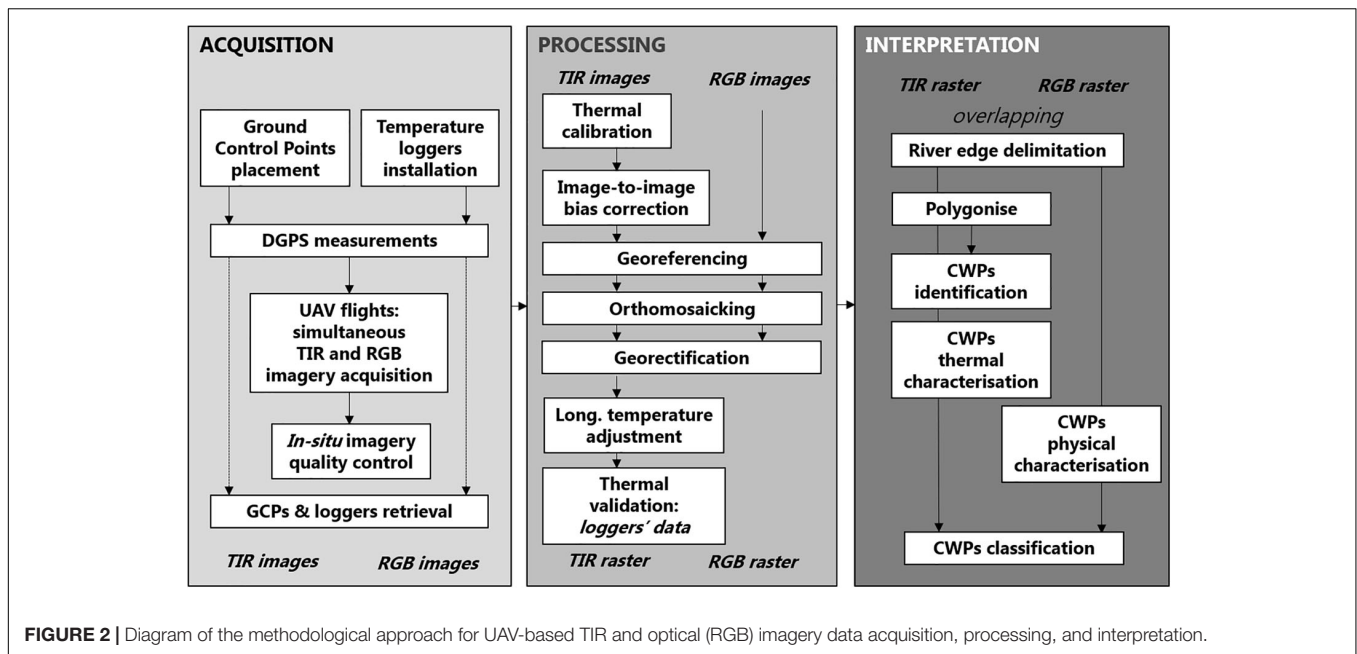 ACQUISITION
Ground
Control Points
placement
Temperature
loggers
installation
DGPS measurements
UAV flights:
simultaneous
TIR and RGB
imagery acquisition
In-situ imagery
quality control
GCPs & loggers retrieval
TIR images
RGB images
PROCESSING
TIR images
RGB images
Thermal
calibration
Image-to-image
bias correction
Georeferencing
Orthomosaicking
Georectification
Long. temperature
adjustment
Thermal
validation:
loggers´ data
TIR raster
RGB raster
INTERPRETATION
TIR raster
RGB raster
overlapping
River edge delimitation
Polygonise
CWPs
identification
CWPs
thermal
characterisation
CWPs
physical
characterisation
CWPs classification
FIGURE 2 | Diagram of the methodological approach for UAV-based TIR and optical (RGB) imagery data acquisition, processing, and interpretation.